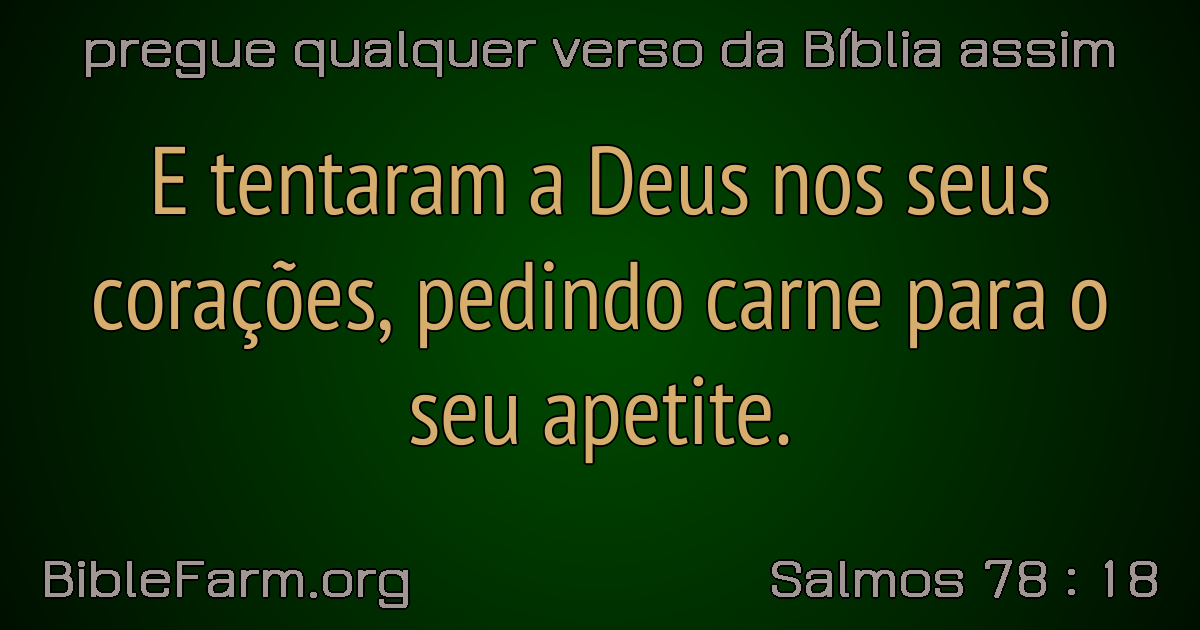 pregue qualquer verso da Bíblia assim
E tentaram a Deus nos seus
corações, pedindo carne para o
seu apetite.
BibleFarm.org
Salmos 78 : 18